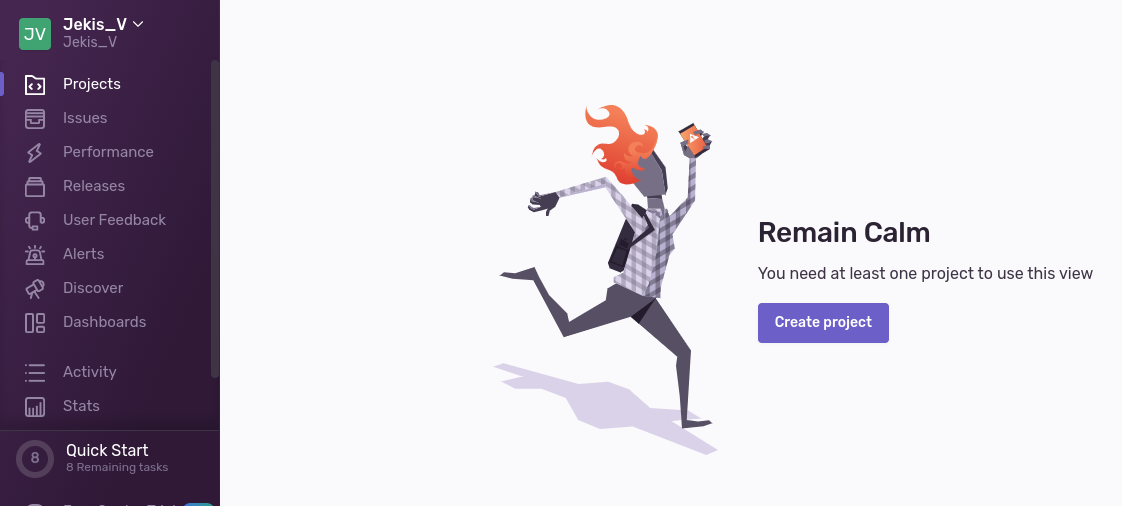 JV
Jekis_V
Jekis_V
Projects
Issues
Performance
Releases
User Feedback
Alerts
Discover
Dashboards
Activity
Stats
8
Quick Start
8 Remaining tasks
Remain Calm
You need at least one project to use this view
Create project